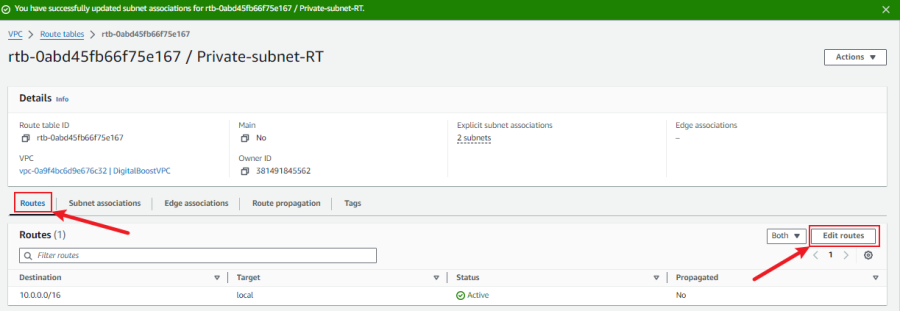 You have successfully updated subnet associations for rtb-0abd45fb66f75e167 / Private-subnet-RT.
VPC > Route tables > rtb-0abd45fb66f75e167
rtb-0abd45fb66f75e167 / Private-subnet-RT
Actions
Details Info
Route table ID Main Explicit subnet associations Edge associations
rtb-0abd45fb66f75e167 No 2 subnets –
VPC Owner ID
vpc-0a9f4bc6d9e676c32 | DigitalBoostVPC 381491845562
Routes Subnet associations Edge associations Route propagation Tags
Routes (1) Both Edit routes
Filter routes < 1 >
Destination Target Status Propagated
10.0.0.0/16 local Active No